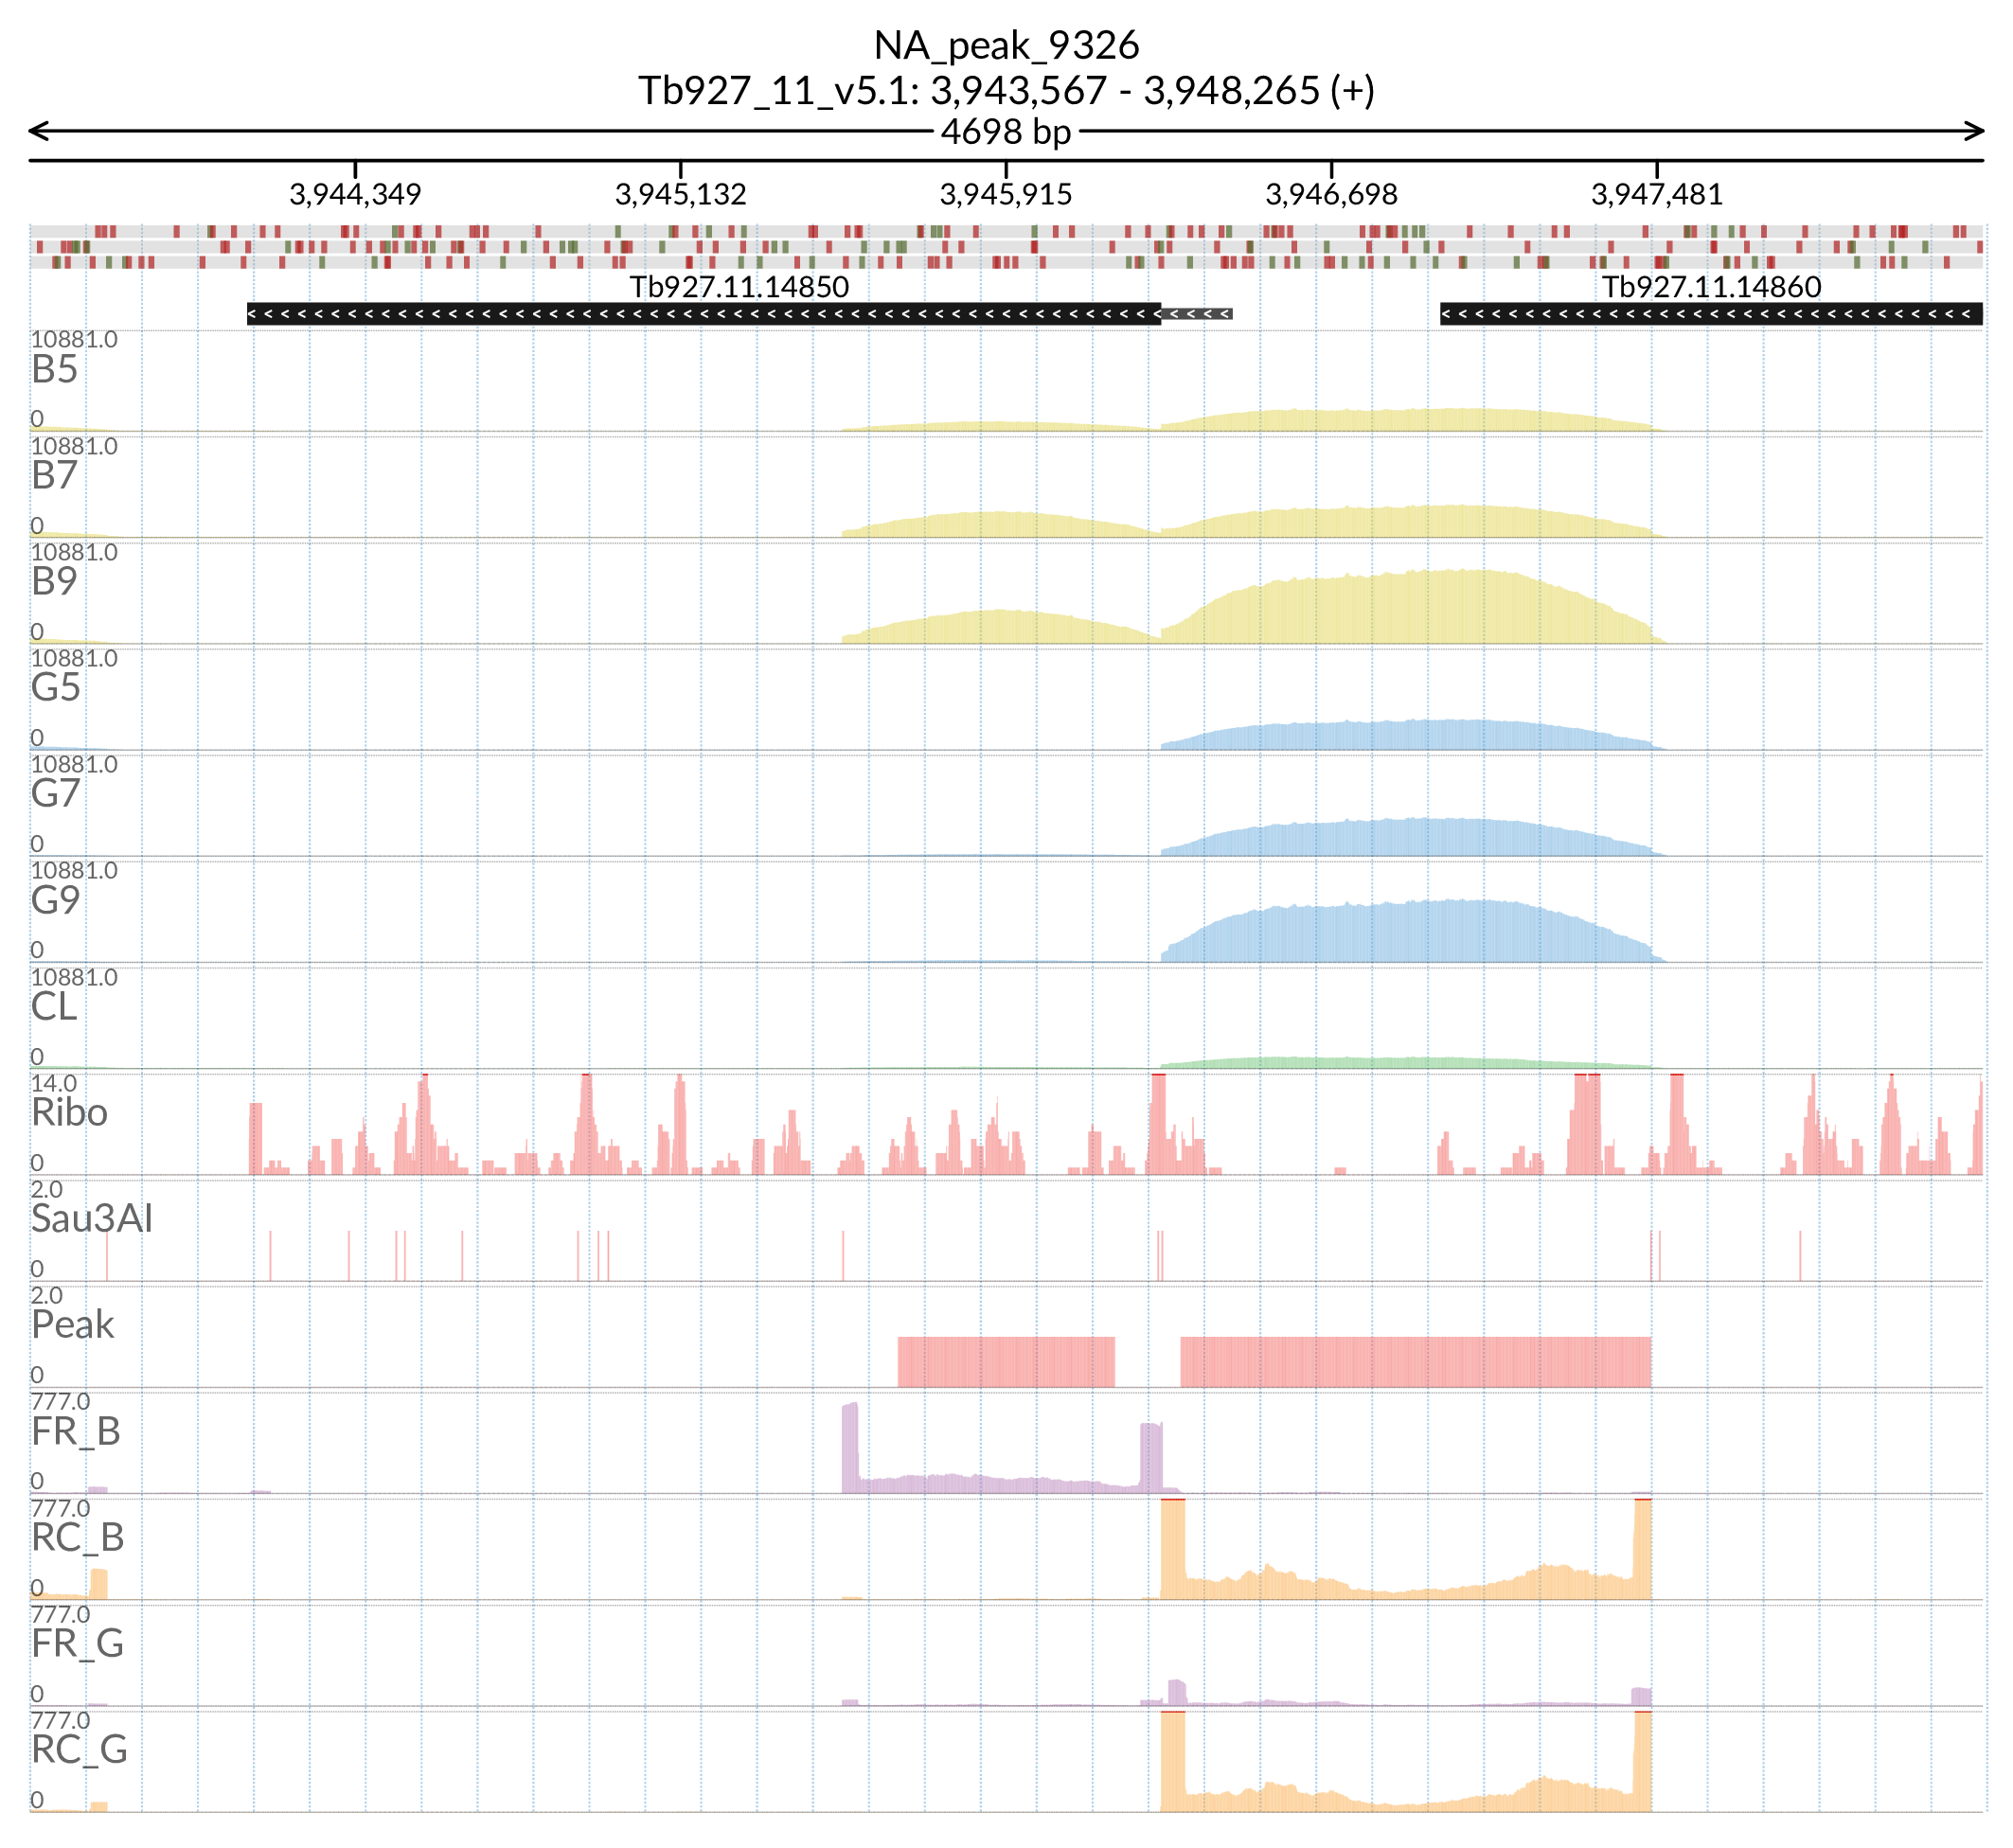 NA_peak_9326
Tb927_11_v5.1: 3,943,567 - 3,948,265 (+)
4698 bp
3,944,349 3,945,132 3,945,915 3,946,698 3,947,481
Tb927.11.14850 Tb927.11.14860
10881.0
B5
0
10881.0
B7
0
10881.0
B9
0
10881.0
G5
0
10881.0
G7
0
10881.0
G9
0
10881.0
CL
0
14.0
Ribo
0
2.0
Sau3AI
0
2.0
Peak
0
777.0
FR_B
0
777.0
RC_B
0
777.0
FR_G
0
777.0
RC_G
0